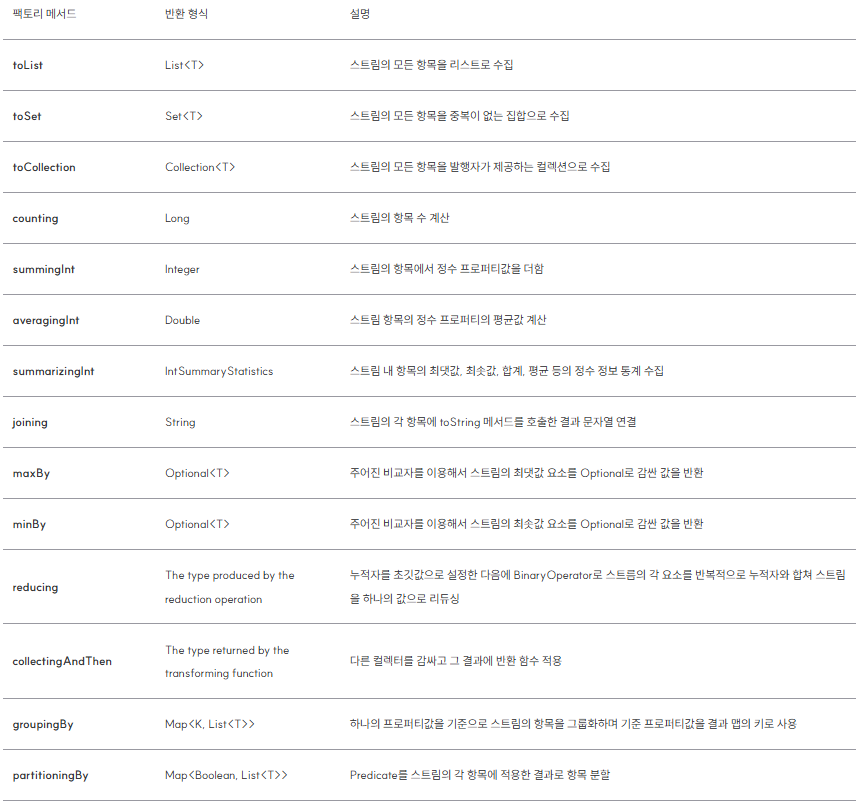 팩토리 메서드 반환 형식 설명
toList List<T> 스트림의 모든 항목을 리스트로 수집
toSet Set<T> 스트림의 모든 항목을 중복이 없는 집합으로 수집
toCollection Collection<T> 스트림의 모든 항목을 발행자가 제공하는 컬렉션으로 수집
counting Long 스트림의 항목 수 계산
summingInt Integer 스트림의 항목에서 정수 프로퍼티값을 더함
averagingInt Double 스트림 항목의 정수 프로퍼티의 평균값 계산
summarizingInt IntSummaryStatistics 스트림 내 항목의 최댓값, 최솟값, 합계, 평균 등의 정수 정보 통계 수집
joining String 스트림의 각 항목에 toString 메서드를 호출한 결과 문자열 연결
maxBy Optional<T> 주어진 비교자를 이용해서 스트림의 최댓값 요소를 Optional로 감싼 값을 반환
minBy Optional<T> 주어진 비교자를 이용해서 스트림의 최솟값 요소를 Optional로 감싼 값을 반환
reducing The type produced by the
reduction operation 누적자를 초깃값으로 설정한 다음에 BinaryOperator로 스트름의 각 요소를 반복적으로 누적자와 합쳐 스트림
을 하나의 값으로 리듀싱
collectingAndThen The type returned by the
transforming function 다른 컬렉터를 감싸고 그 결과에 반환 함수 적용
groupingBy Map<K, List<T>> 하나의 프로퍼티값을 기준으로 스트림의 항목을 그룹화하며 기준 프로퍼티값을 결과 맵의 키로 사용
partitioningBy Map<Boolean, List<T>> Predicate를 스트림의 각 항목에 적용한 결과로 항목 분할